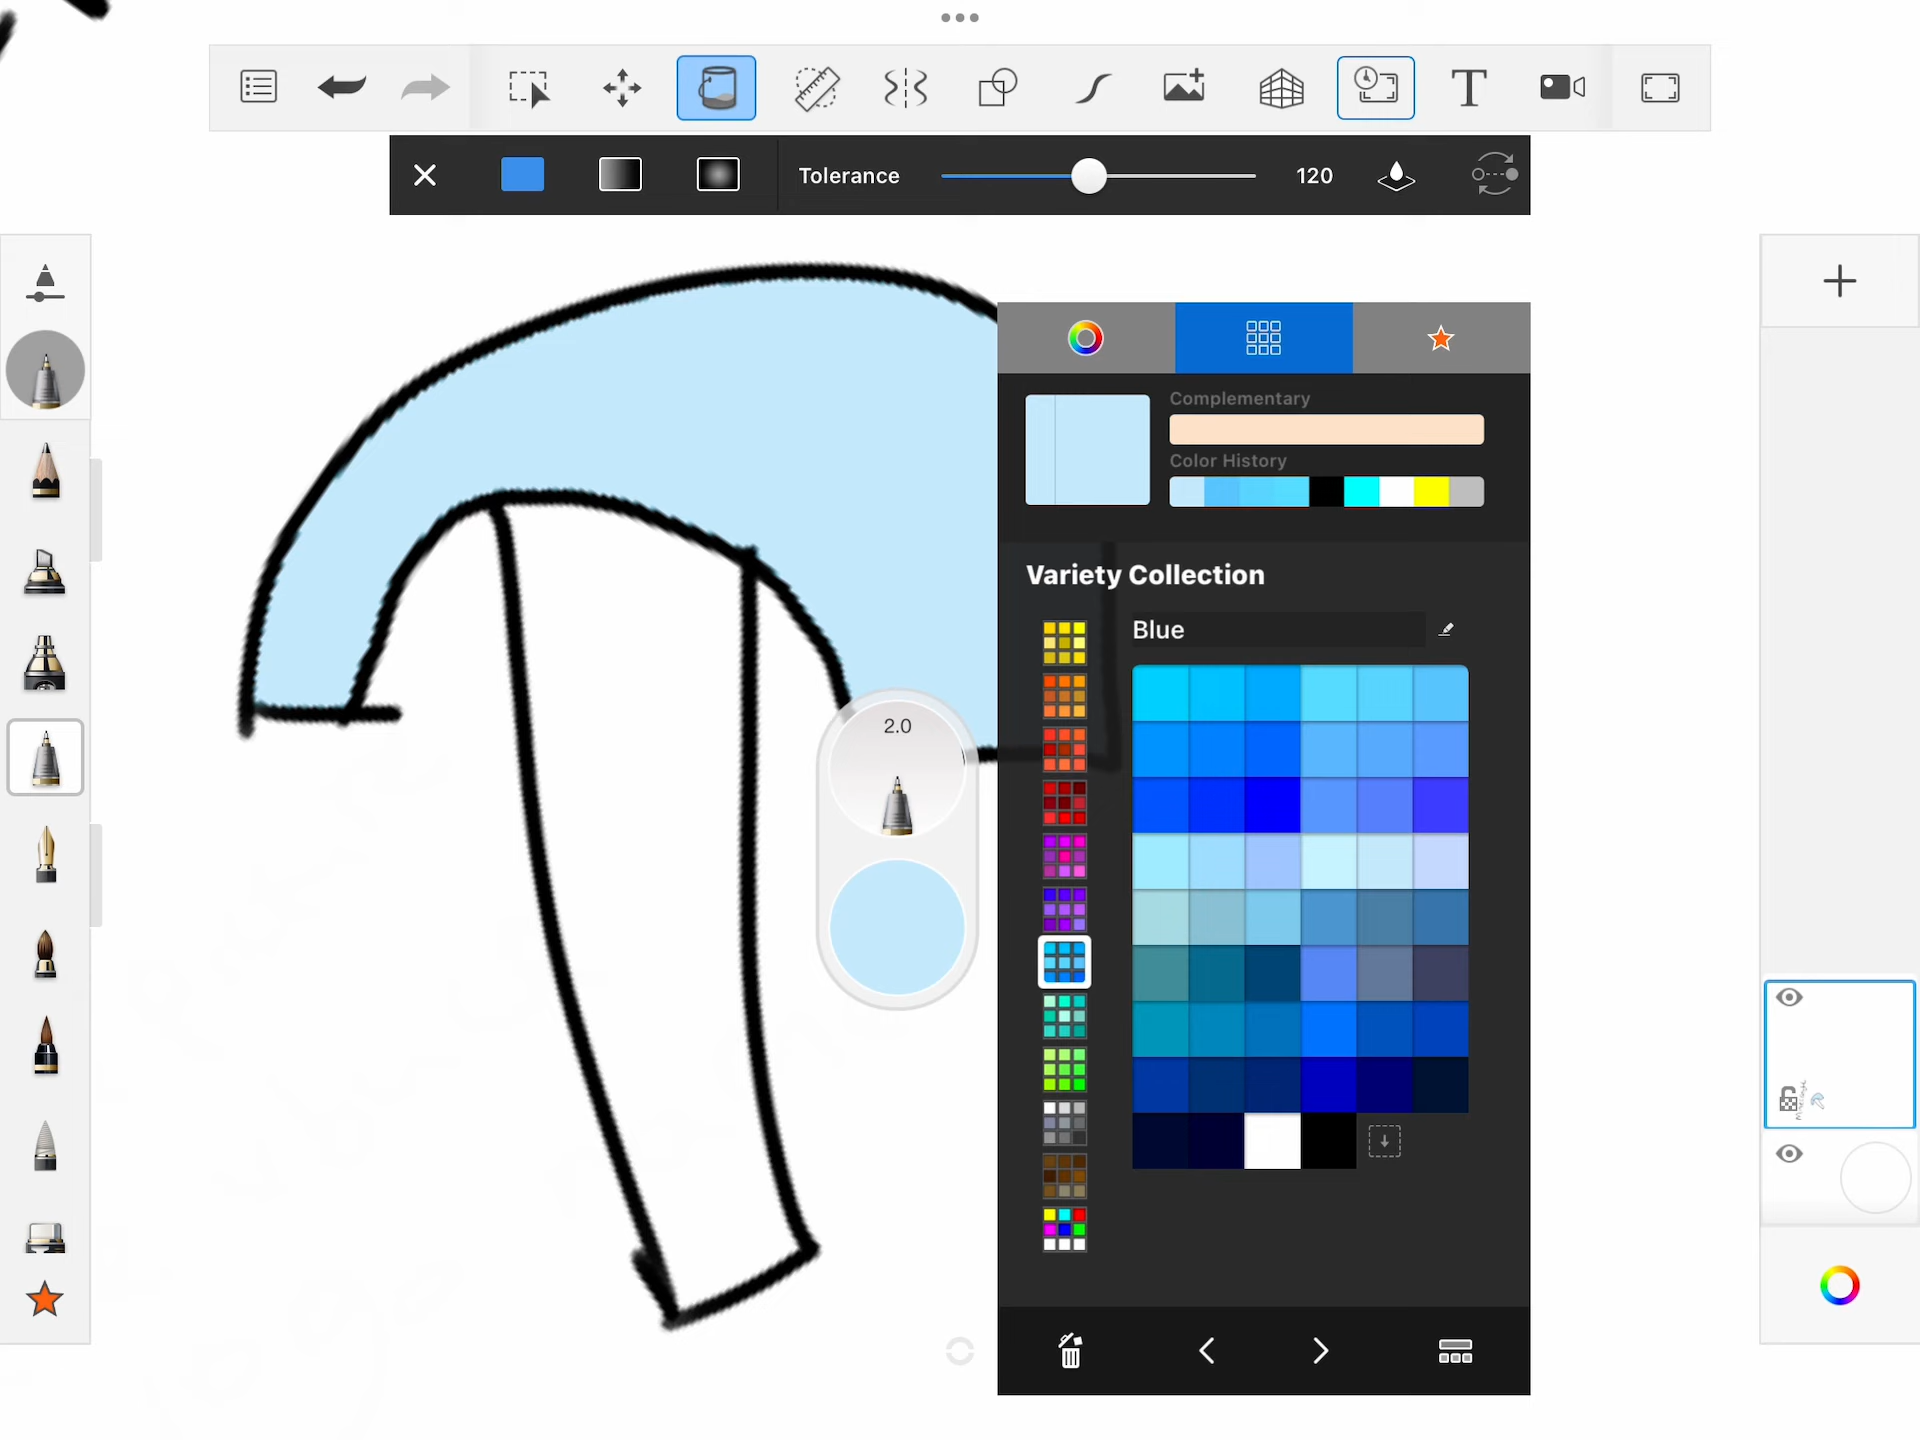 Tolerance 120
Complementary
Color History
Variety Collection
Blue
2.0